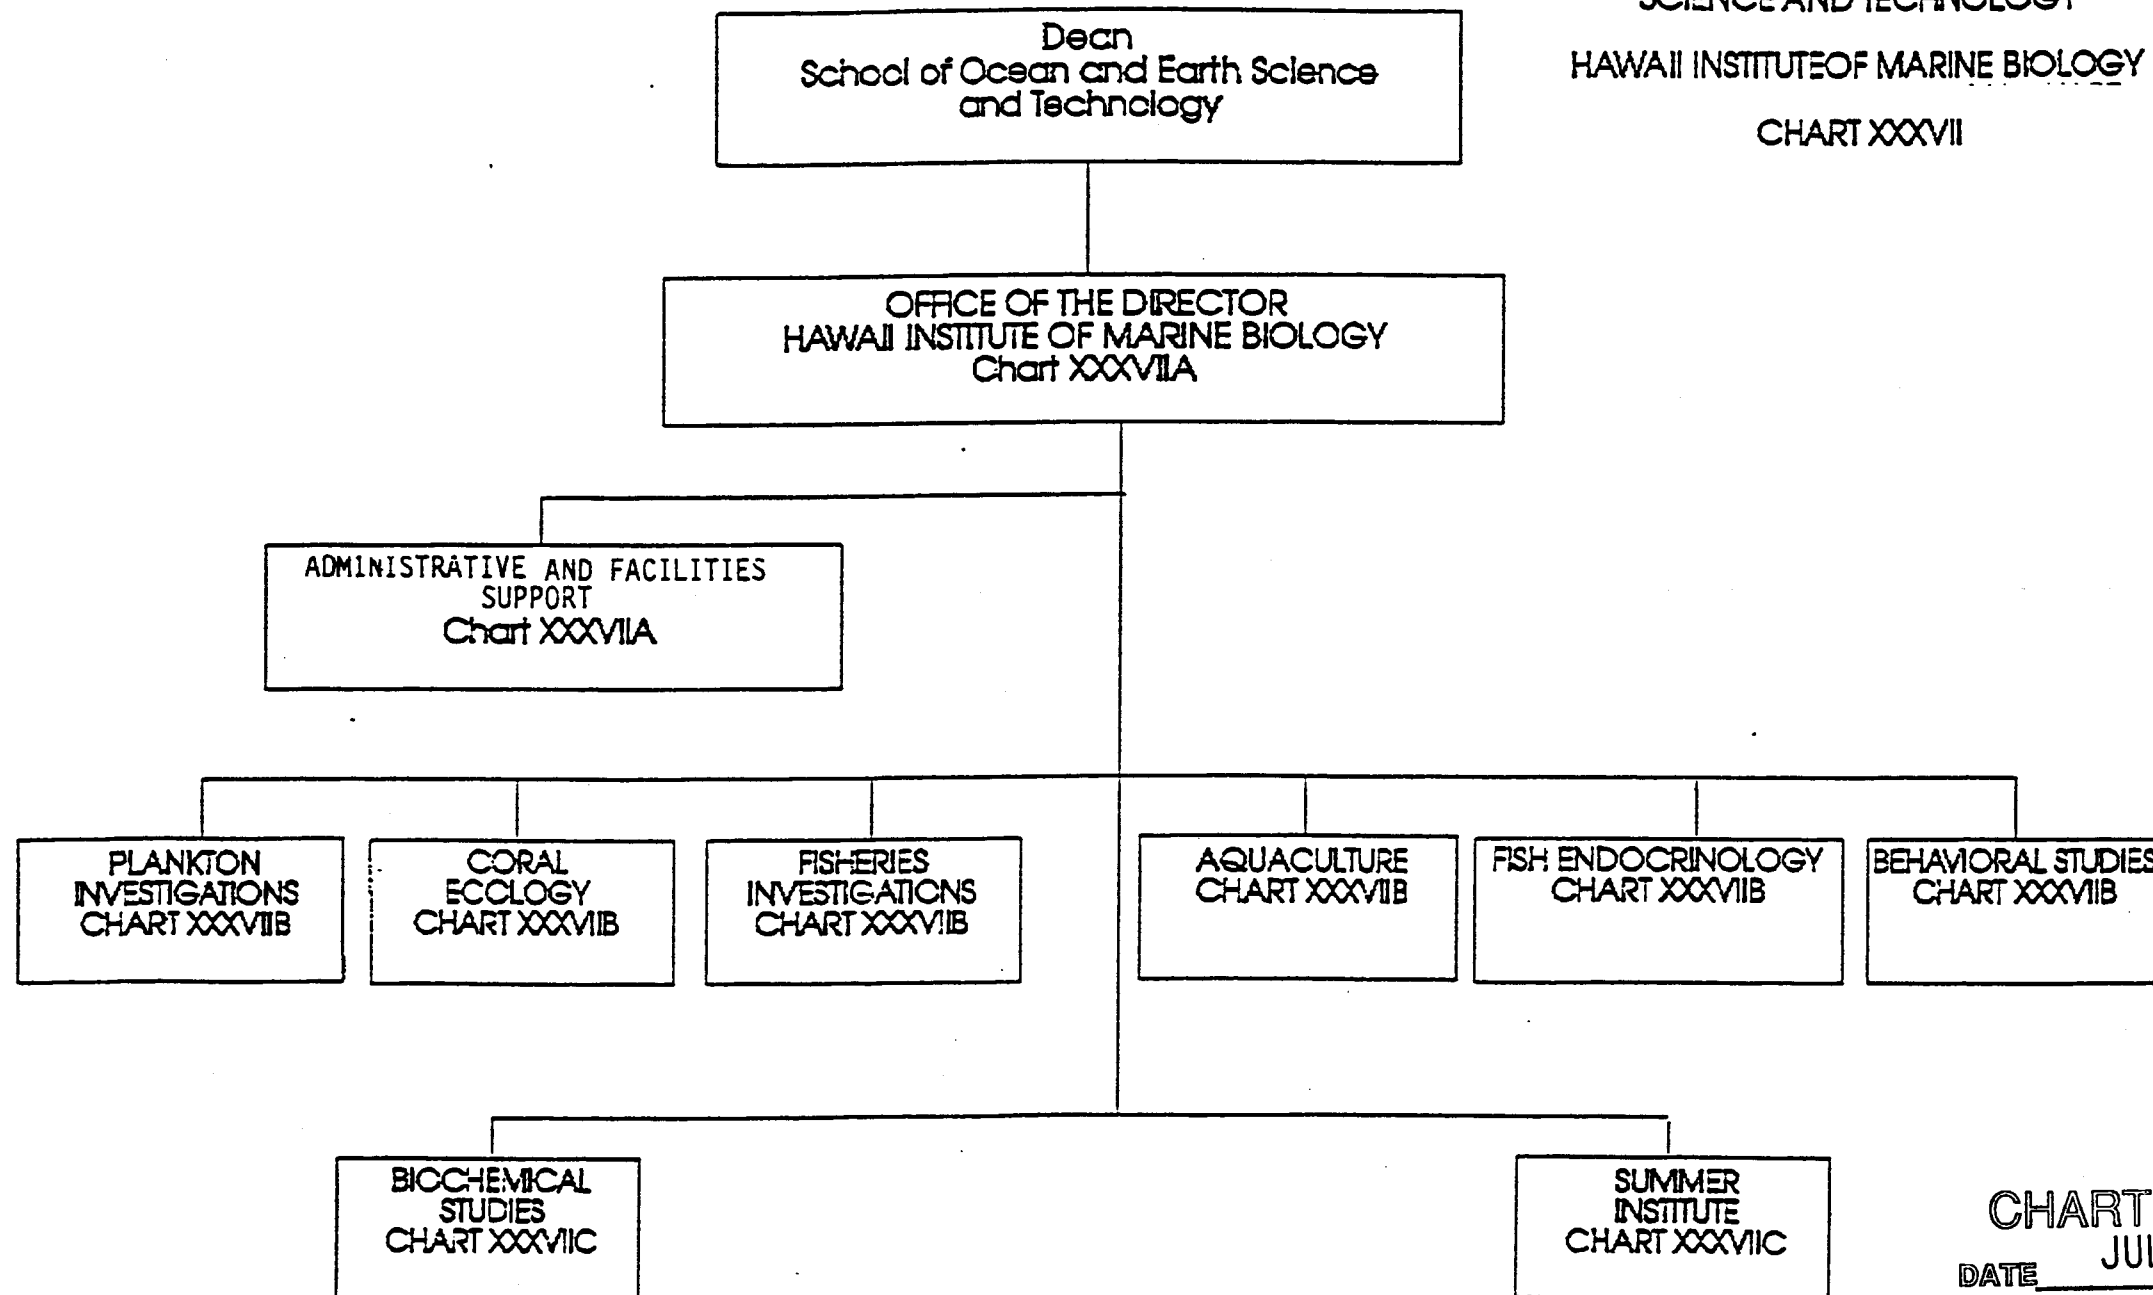 SCIENCE AND TECHNOLOGY
HAWAII INSTITUTEOF MARINE BIOLOGY
CHART XXXVII
Dean
School of Ocean and Earth Science
and Technology
OFFICE OF THE DIRECTOR
HAWAII INSTITUTE OF MARINE BIOLOGY
Chart XXXVIIA
ADMINISTRATIVE AND FACILITIES
SUPPORT
Chart XXXVIIA
PLANKTON
INVESTIGATIONS
CHART XXXVIIB
CORAL
ECOLOGY
CHART XXXVIIB
FISHERIES
INVESTIGATIONS
CHART XXXVIIB
AQUACULTURE
CHART XXXVIIB
FISH ENDOCRINOLOGY
CHART XXXVIIB
BEHAVIORAL STUDIES
CHART XXXVIIB
BIOCHEMICAL
STUDIES
CHART XXXVIIC
SUMMER
INSTITUTE
CHART XXXVIIC
CHART
DATE